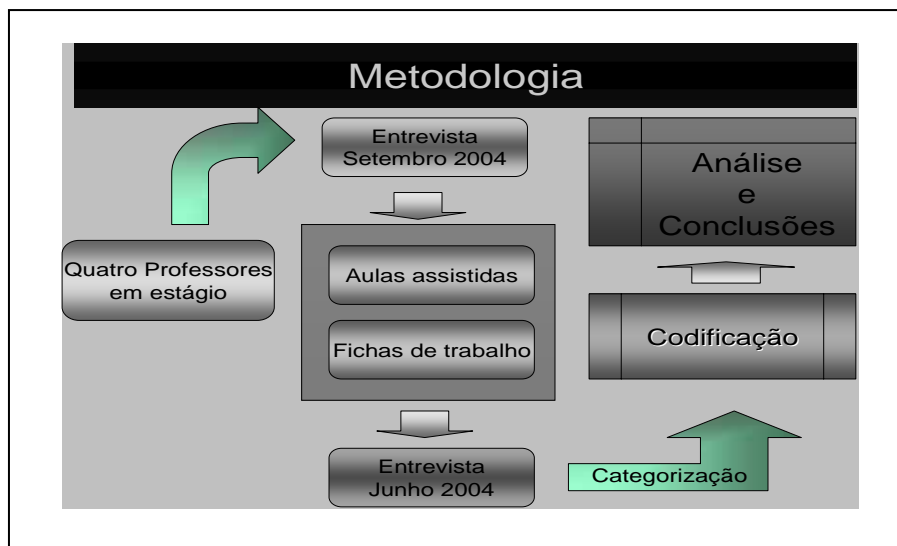 Metodologia
Quatro Professores
em estágio
Entrevista
Setembro 2004
Aulas assistidas
Fichas de trabalho
Entrevista
Junho 2004
Categorização
Codificação
Análise
e
Conclusões